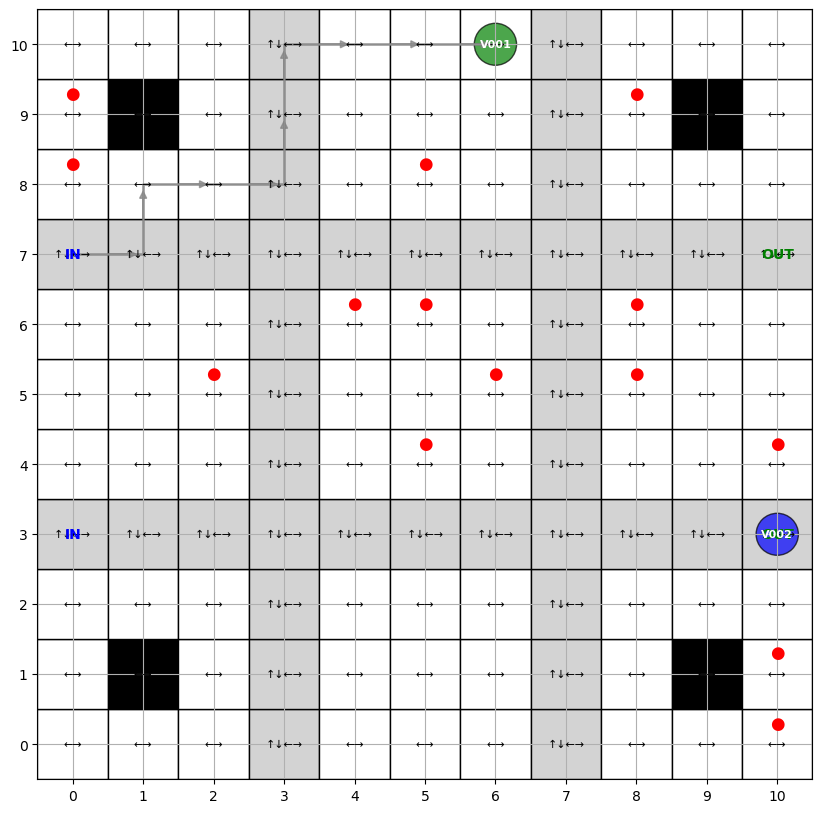 10 ←→ ←→ ←→ ↑↓←→ ←→ ←→ V001 ↑↓←→ ←→ ←→ ←→
9 ←→ ←→ ↑↓←→ ←→ ←→ ←→ ↑↓←→ ←→ ←→
8 ←→ ←→ ←→ ↑↓←→ ←→ ←→ ←→ ↑↓←→ ←→ ←→ ←→
7 IN ↑↓←→ ↑↓←→ ↑↓←→ ↑↓←→ ↑↓←→ ↑↓←→ ↑↓←→ ↑↓←→ ↑↓←→ OUT
6 ←→ ←→ ←→ ↑↓←→ ←→ ←→ ←→ ↑↓←→ ←→ ←→ ←→
5 ←→ ←→ ←→ ↑↓←→ ←→ ←→ ←→ ↑↓←→ ←→ ←→ ←→
4 ←→ ←→ ←→ ↑↓←→ ←→ ←→ ←→ ↑↓←→ ←→ ←→ ←→
3 IN ↑↓←→ ↑↓←→ ↑↓←→ ↑↓←→ ↑↓←→ ↑↓←→ ↑↓←→ ↑↓←→ ↑↓←→ V002
2 ←→ ←→ ←→ ↑↓←→ ←→ ←→ ←→ ↑↓←→ ←→ ←→ ←→
1 ←→ ←→ ↑↓←→ ←→ ←→ ←→ ↑↓←→ ←→ ←→
0 ←→ ←→ ←→ ↑↓←→ ←→ ←→ ←→ ↑↓←→ ←→ ←→ ←→
0 1 2 3 4 5 6 7 8 9 10